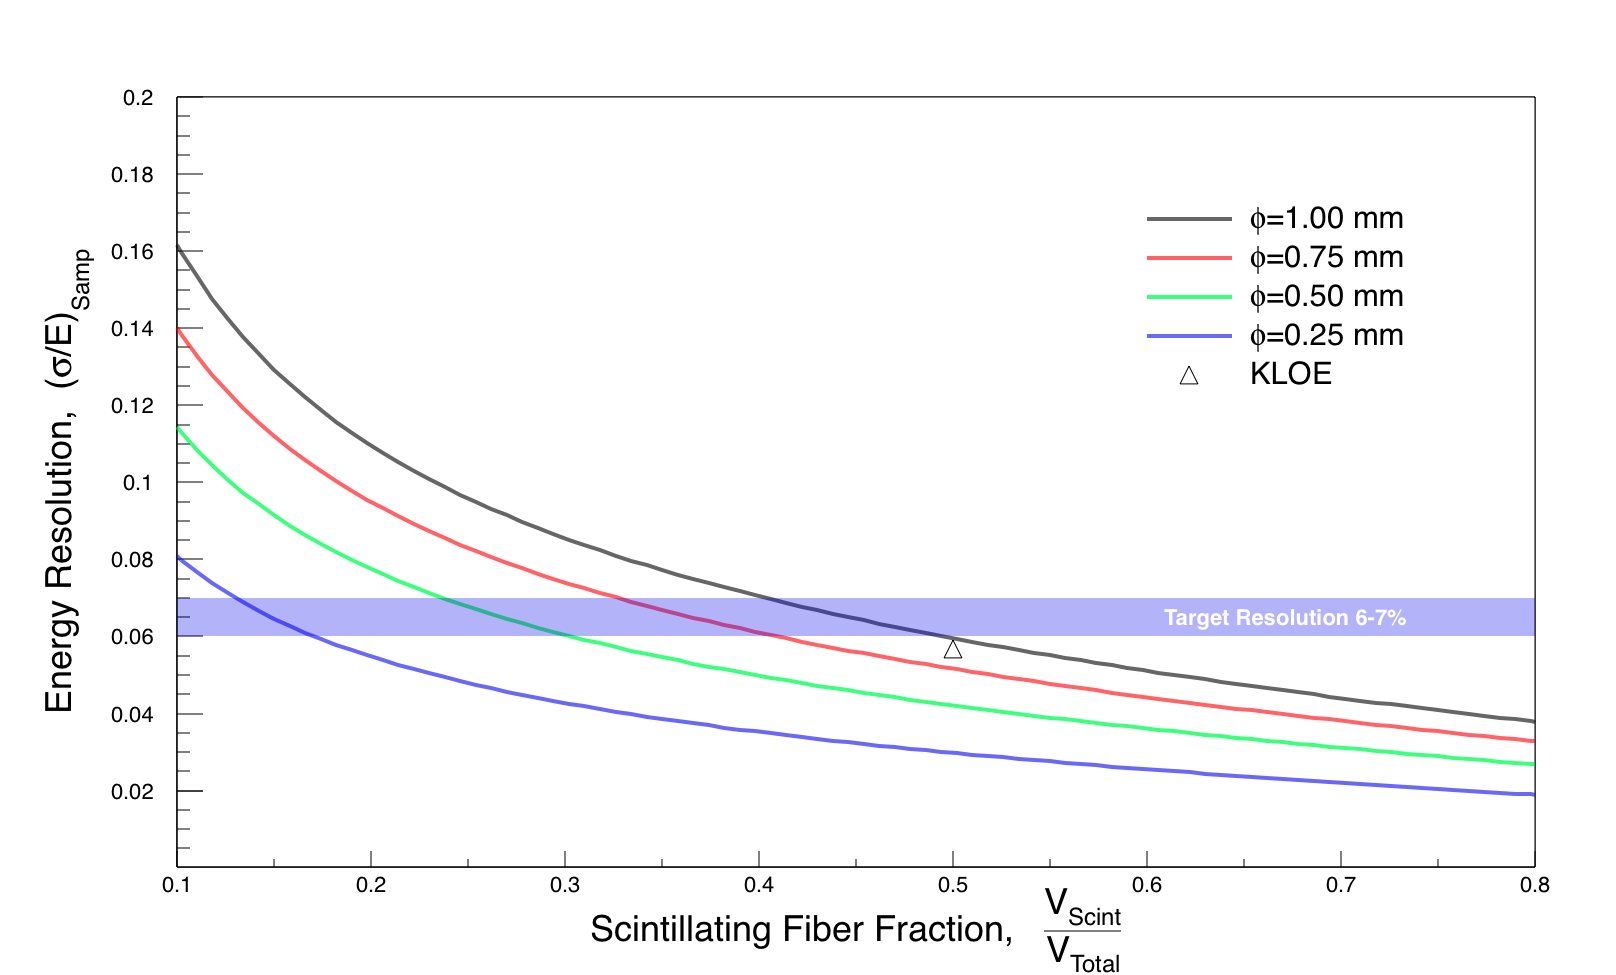 0.2
0.18
0.16
0.14
0.12
0.1
0.08
0.06
0.04
0.02
Energy Resolution, (σ/E)Samp
ϕ=1.00 mm
ϕ=0.75 mm
ϕ=0.50 mm
ϕ=0.25 mm
KLOE
Target Resolution 6-7%
0.1 0.2 0.3 0.4 0.5 0.6 0.7 0.8
Scintillating Fiber Fraction, VScint
VTotal